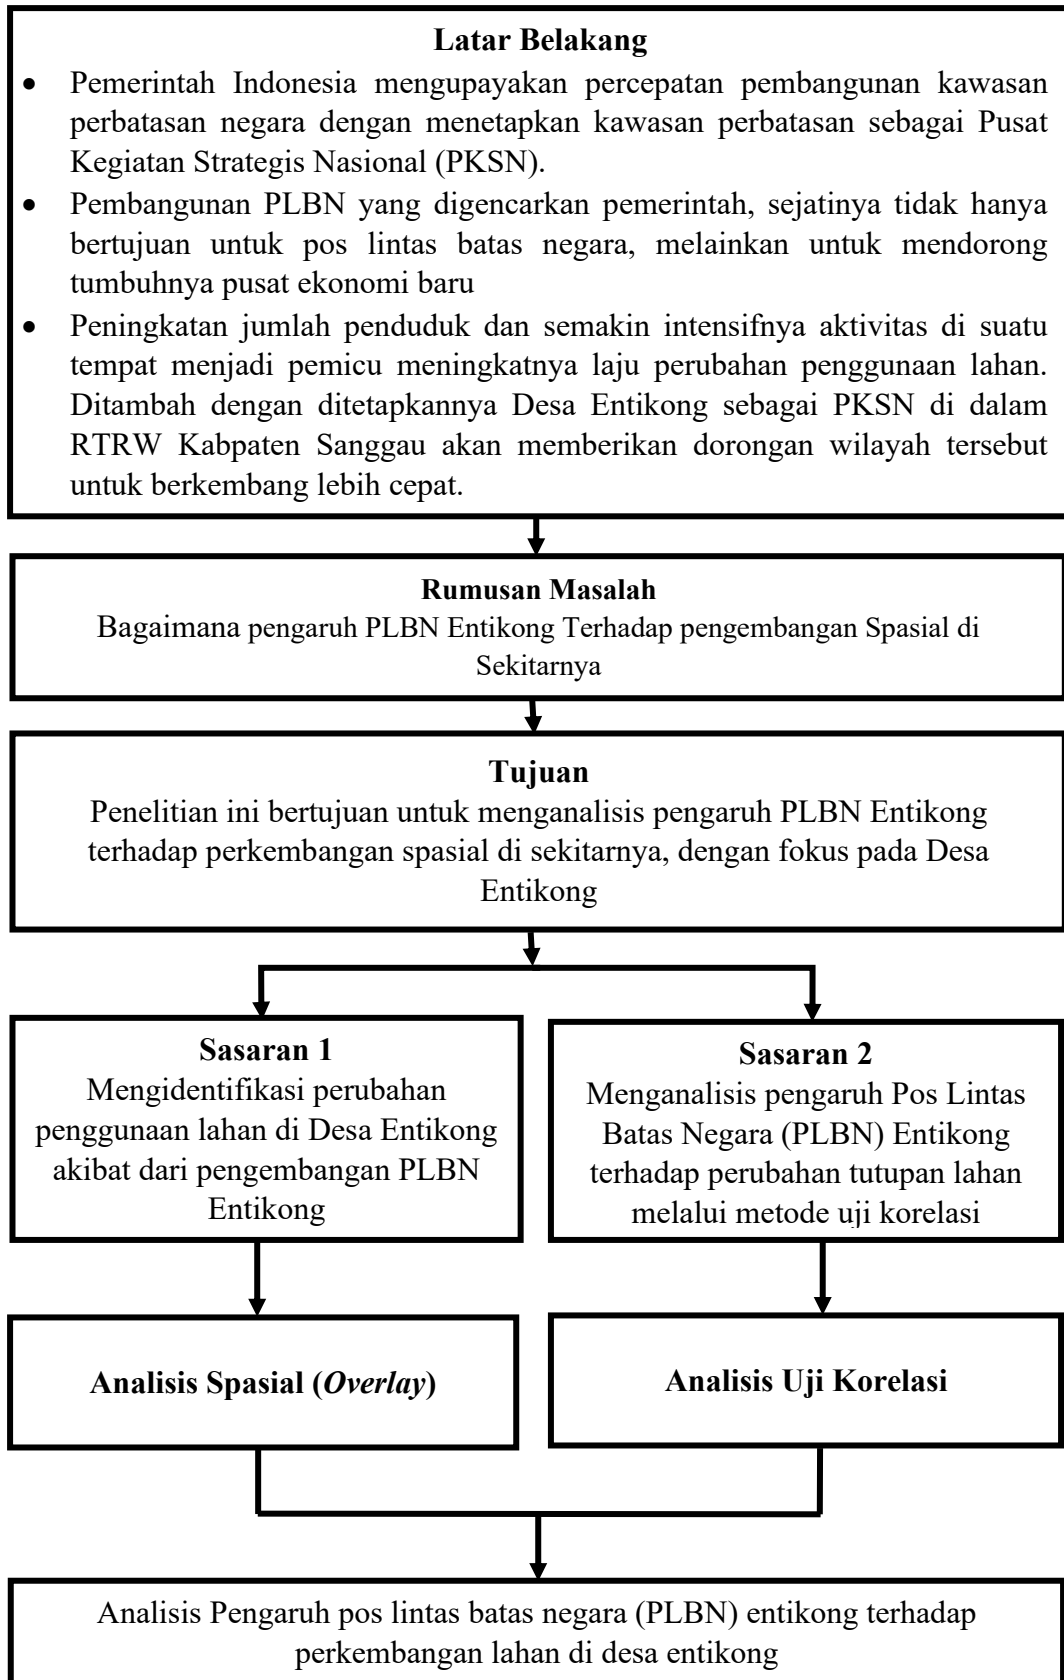 Latar Belakang
• Pemerintah Indonesia mengupayakan percepatan pembangunan kawasan
perbatasan negara dengan menetapkan kawasan perbatasan sebagai Pusat
Kegiatan Strategis Nasional (PKSN).
• Pembangunan PLBN yang digencarkan pemerintah, sejatinya tidak hanya
bertujuan untuk pos lintas batas negara, melainkan untuk mendorong
tumbuhnya pusat ekonomi baru
• Peningkatan jumlah penduduk dan semakin intensifnya aktivitas di suatu
tempat menjadi pemicu meningkatnya laju perubahan penggunaan lahan.
Ditambah dengan ditetapkannya Desa Entikong sebagai PKSN di dalam
RTRW Kabpaten Sanggau akan memberikan dorongan wilayah tersebut
untuk berkembang lebih cepat.
Rumusan Masalah
Bagaimana pengaruh PLBN Entikong Terhadap pengembangan Spasial di
Sekitarnya
Tujuan
Penelitian ini bertujuan untuk menganalisis pengaruh PLBN Entikong
terhadap perkembangan spasial di sekitarnya, dengan fokus pada Desa
Entikong
Sasaran 1
Mengidentifikasi perubahan
penggunaan lahan di Desa Entikong
akibat dari pengembangan PLBN
Entikong
Sasaran 2
Menganalisis pengaruh Pos Lintas
Batas Negara (PLBN) Entikong
terhadap perubahan tutupan lahan
melalui metode uji korelasi
Analisis Spasial (Overlay)
Analisis Uji Korelasi
Analisis Pengaruh pos lintas batas negara (PLBN) entikong terhadap
perkembangan lahan di desa entikong